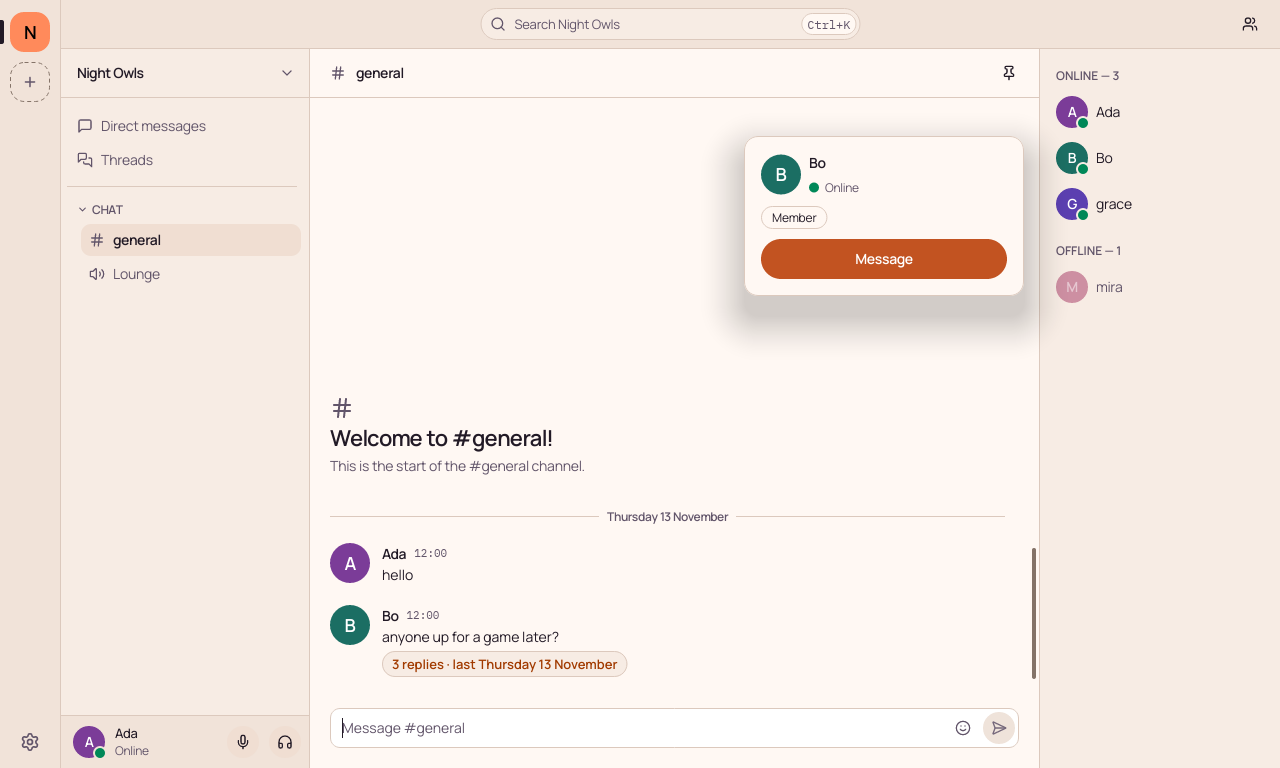 N
Search Night Owls
Ctrl+K
Night Owls
Direct messages
Threads
CHAT
general
Lounge
A
Ada
Online
general
B
Bo
Online
Member
Message
Welcome to #general!
This is the start of the #general channel.
Thursday 13 November
A
Ada 12:00
hello
B
Bo 12:00
anyone up for a game later?
3 replies · last Thursday 13 November
Message #general
ONLINE — 3
A
Ada
B
Bo
G
grace
OFFLINE — 1
M
mira